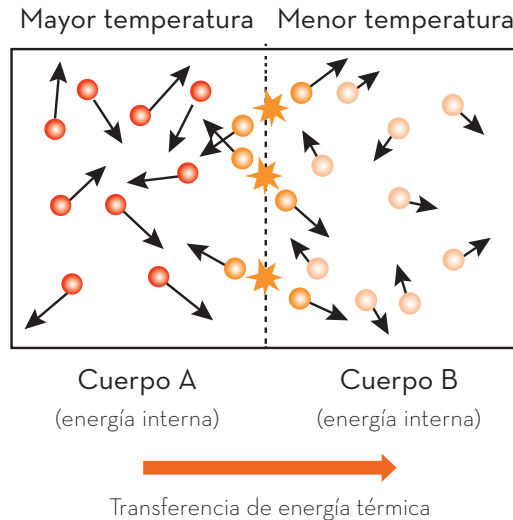 Mayor temperatura
Menor temperatura
Cuerpo A
(energía interna)
Cuerpo B
(energía interna)
Transferencia de energía térmica